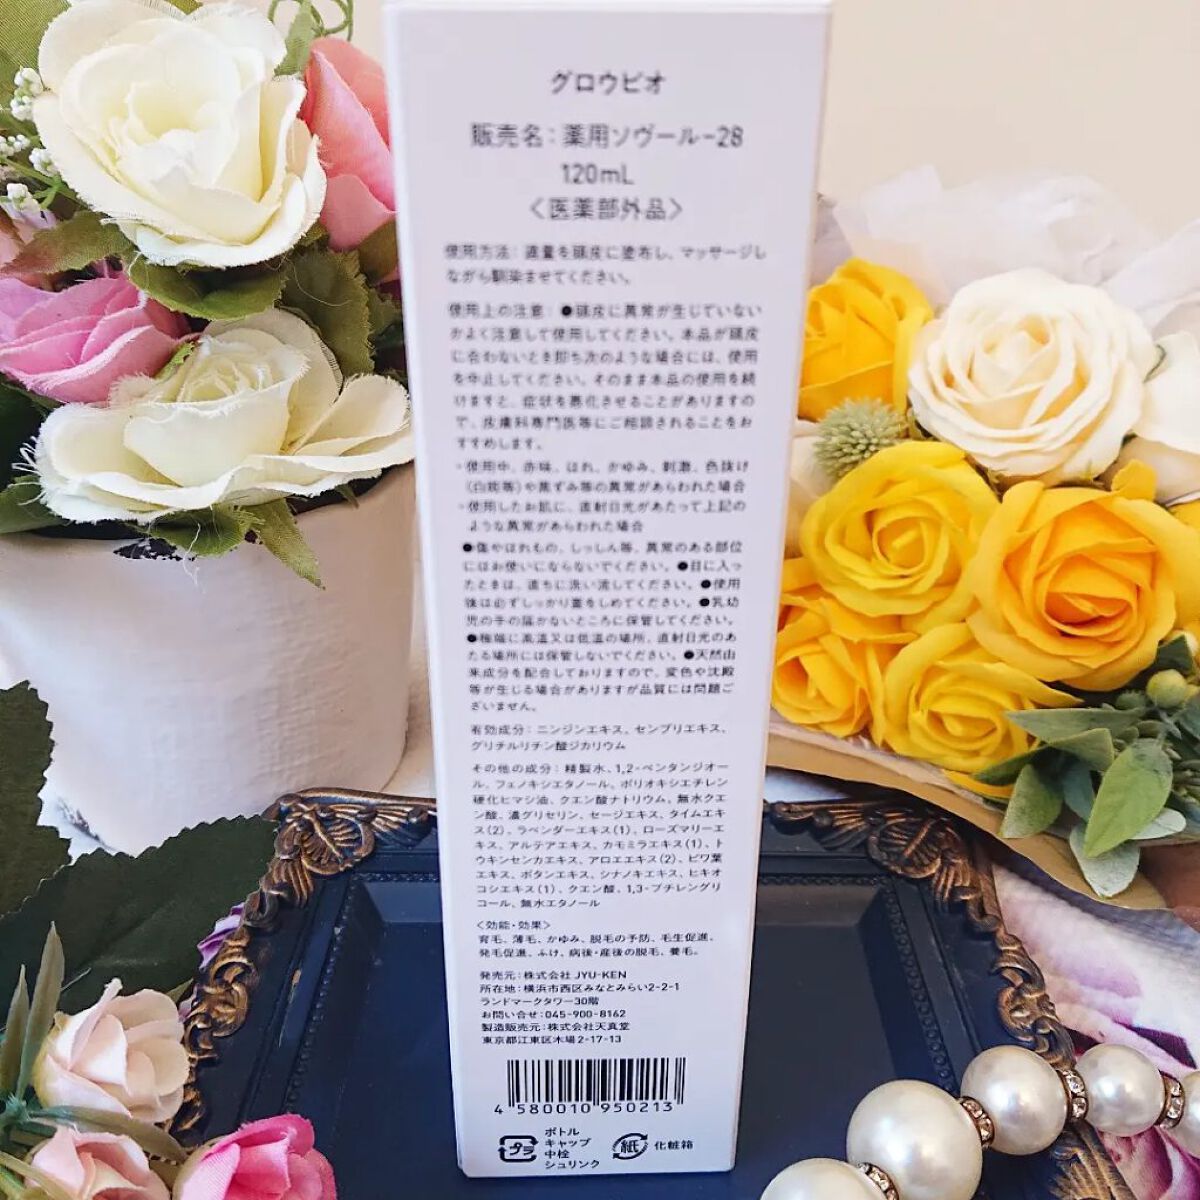 グロウビオ
販売名：薬用ソヴール-28
120mL
〈医薬部外品〉
使用方法：適量を頭皮に塗布し、マッサージし
ながら馴染ませてください。
使用上の注意：●頭皮に異常が生じていない
かよく注意して使用してください。本品が頭皮
に合わないとき即ち次のような場合には、使用
を中止してください。そのまま本品の使用を続
けますと、症状を悪化させることがありますの
で、皮膚科専門医等にご相談されることをお
すすめします。
・使用中、赤味、はれ、かゆみ、刺激、色抜け
（白斑等）や黒ずみ等の異常があらわれた場合
・使用したお肌に、直射日光があたって上記の
ような異常があらわれた場合
●傷やはれもの、しっしん等、異常のある部位
にはお使いにならないでください。●目に入っ
たときは、直ちに洗い流してください。●使用
後は必ずしっかり蓋をしめてください。●乳幼
児の手の届かないところに保管してください。
●極端に高温又は低温の場所、直射日光のあ
たる場所には保管しないでください。●天然由
来成分を配合しておりますので、変色や沈殿
等が生じる場合がありますが品質には問題ご
ざいません。
有効成分：ニンジンエキス、センブリエキス、
グリチルリチン酸ジカリウム
その他の成分：精製水、1,2-ペンタンジオー
ル、フェノキシエタノール、ポリオキシエチレン
硬化ヒマシ油、クエン酸ナトリウム、無水クエ
ン酸、濃グリセリン、セージエキス、タイムエキ
ス(2)、ラベンダーエキス(1)、ローズマリーエ
キス、アルテアエキス、カモミラエキス(1)、ト
ウキンセンカエキス、アロエエキス(2)、ビワ葉
エキス、ボタンエキス、シナノキエキス、ヒキオ
コシエキス(1)、クエン酸、1,3-ブチレングリ
コール、無水エタノール
〈効能・効果〉
育毛、薄毛、かゆみ、脱毛の予防、毛生促進、
発毛促進、ふけ、病後・産後の脱毛、養毛。
発売元：株式会社 JYU-KEN
所在地：横浜市西区みなとみらい2-2-1
ランドマークタワー30階
お問い合せ：045-900-8162
製造販売元：株式会社天真堂
東京都江東区木場2-17-13
4 580010 950213
プラ
ボトル
キャップ
中栓
シュリンク
紙
化粧箱